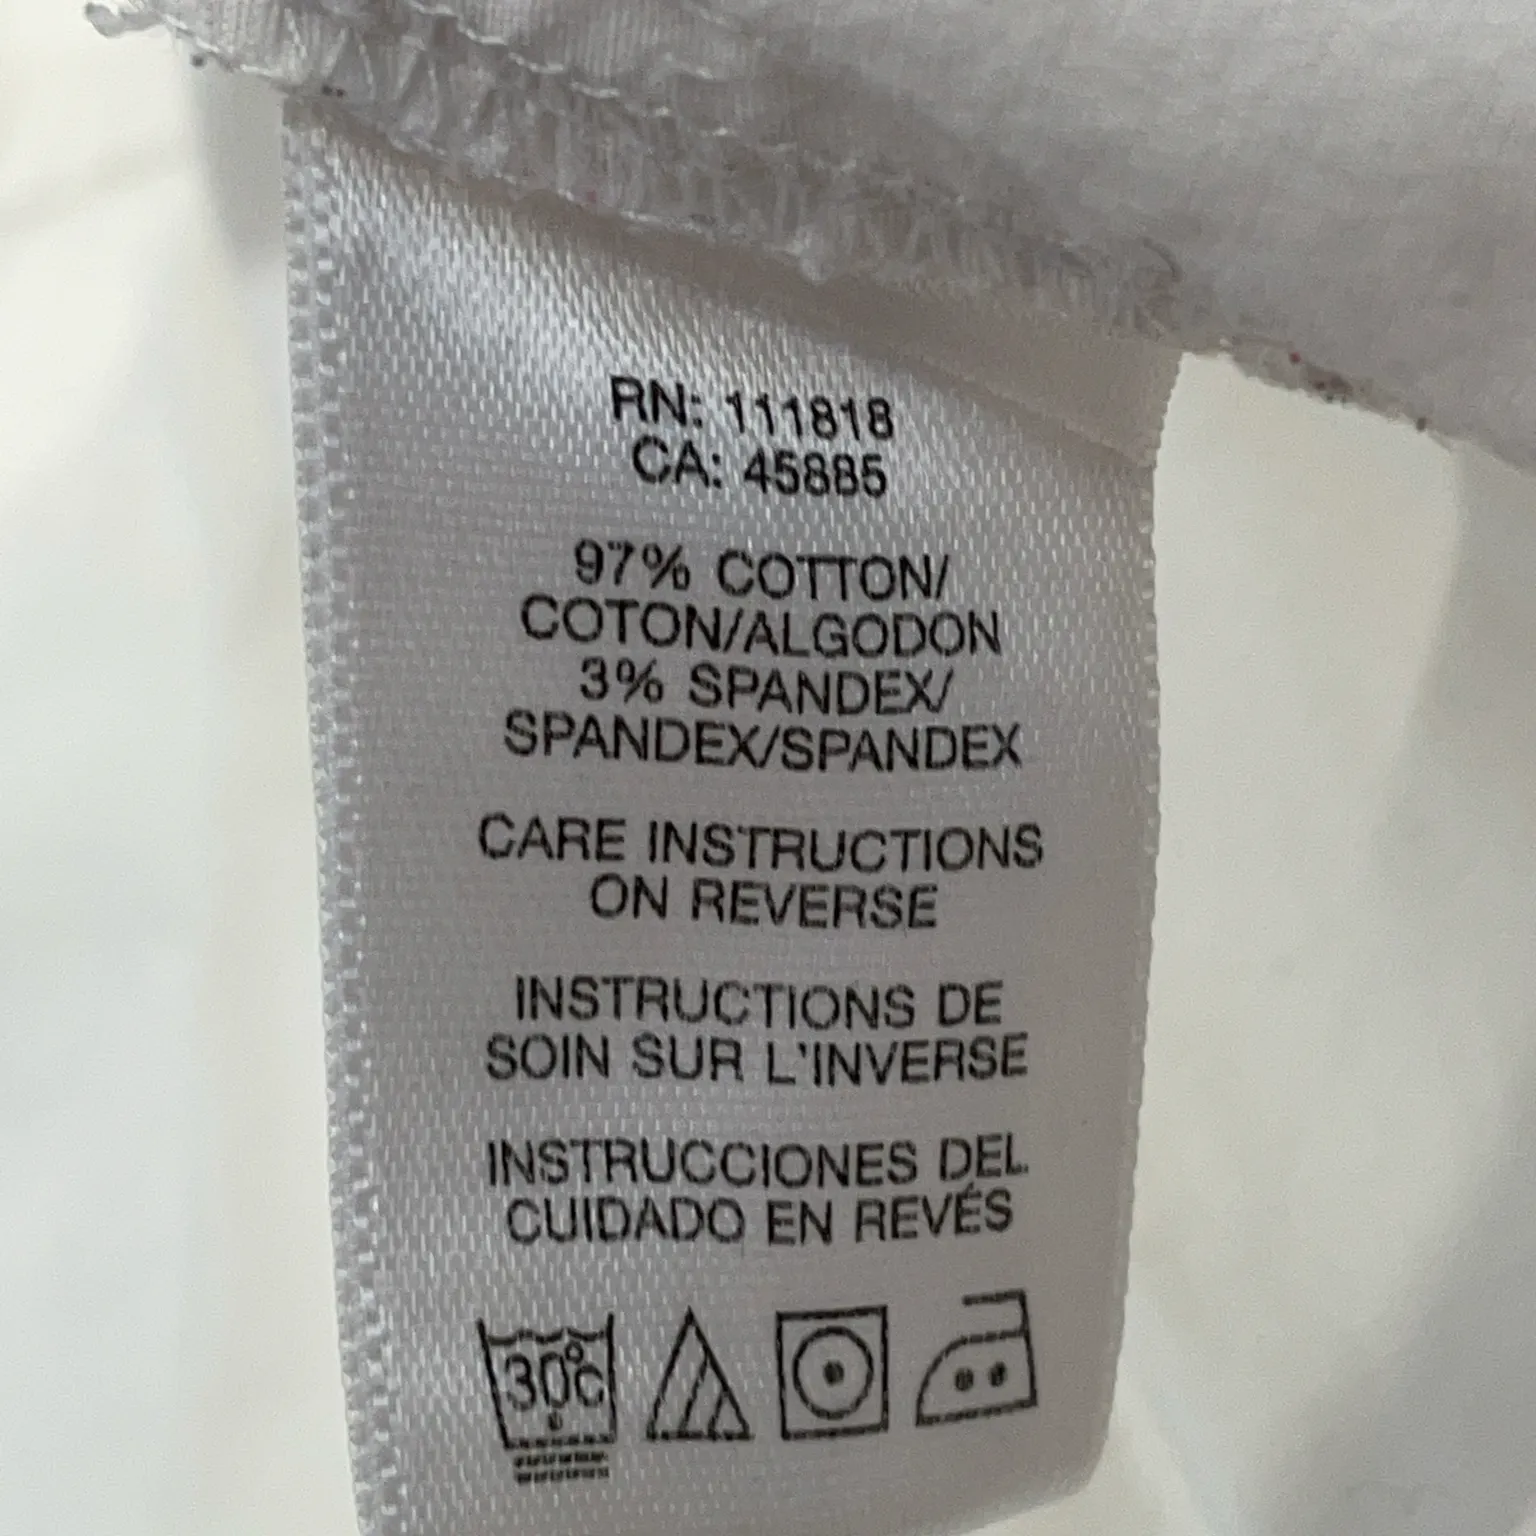 RN: 111818
CA: 45885
97% COTTON/
COTON/ALGODON
3% SPANDEX/
SPANDEX/SPANDEX
CARE INSTRUCTIONS
ON REVERSE
INSTRUCTIONS DE
SOIN SUR L'INVERSE
INSTRUCCIONES DEL
CUIDADO EN REVÉS
30°C